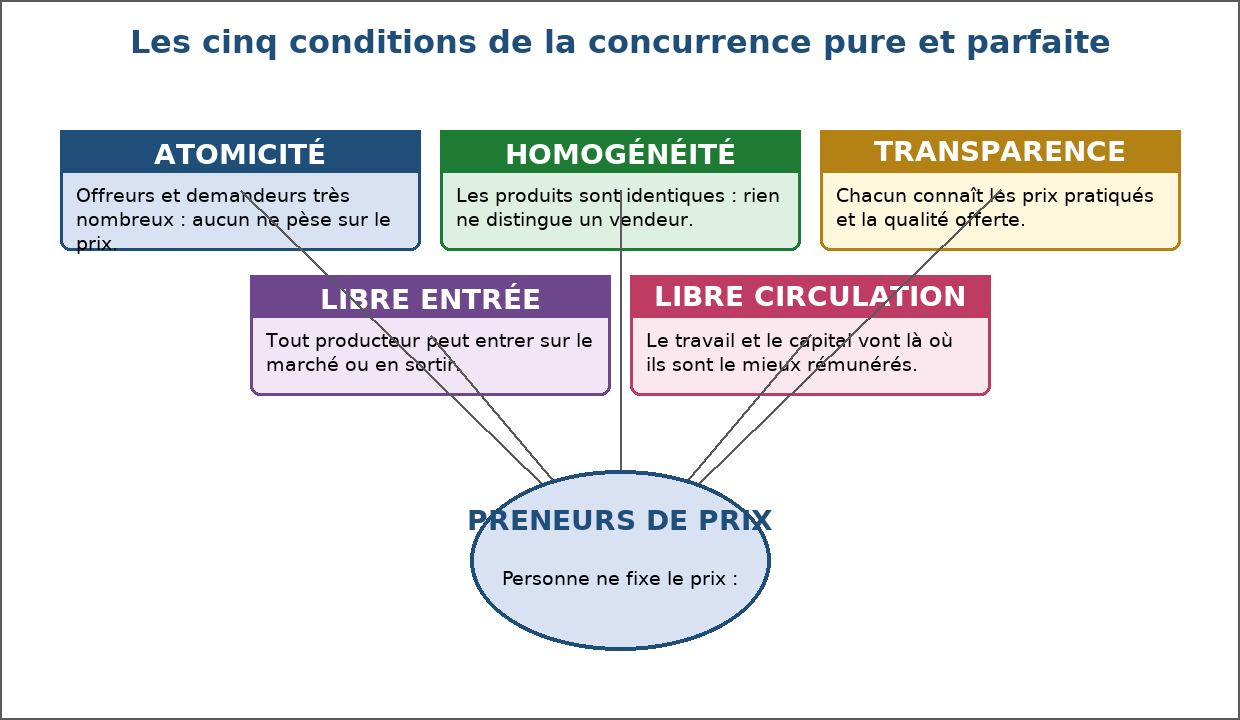 Les cinq conditions de la concurrence pure et parfaite
ATOMICITÉ
Offreurs et demandeurs très
nombreux : aucun ne pèse sur le
prix.
HOMOGÉNÉITÉ
Les produits sont identiques : rien
ne distingue un vendeur.
TRANSPARENCE
Chacun connaît les prix pratiqués
et la qualité offerte.
LIBRE ENTRÉE
Tout producteur peut entrer sur le
marché ou en sortir.
LIBRE CIRCULATION
Le travail et le capital vont là où
ils sont le mieux rémunérés.
PRENEURS DE PRIX
Personne ne fixe le prix :